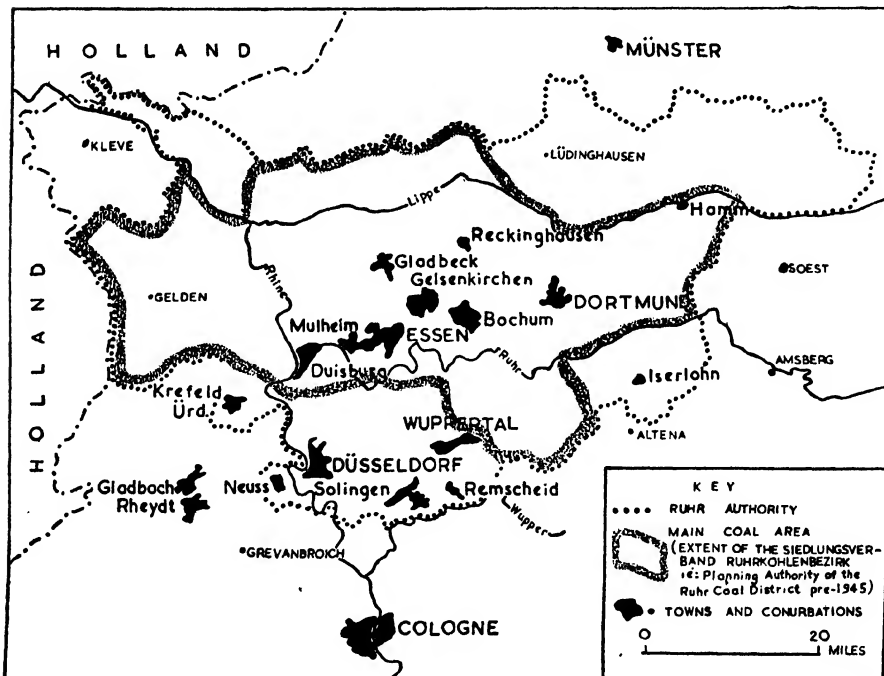 HOLLAND
MÜNSTER
KLEVE
LÜDINGHAUSEN
Lippe
Hamm
Reckinghausen
HOLLAND
Rhine
Gladbeck
Gelsenkirchen
SOEST
GELDEN
DORTMUND
Bochum
Mulheim
ESSEN
Ruhr
Duisburg
AMSBERG
Iserlohn
Krefeld
Ürd.
WUPPERTAL
ALTENA
DÜSSELDORF
Gladbach
Neuss
Solingen
Remscheid
Rheydt
Wupper
GREVANBROICH
COLOGNE
KEY
RUHR AUTHORITY
MAIN COAL AREA
(EXTENT OF THE SIEDLUNGSVER-
BAND RUHRKOHLENBEZIRK
ie: Planning Authority of the
Ruhr Coal District pre-1945)
TOWNS AND CONURBATIONS
0 20
MILES